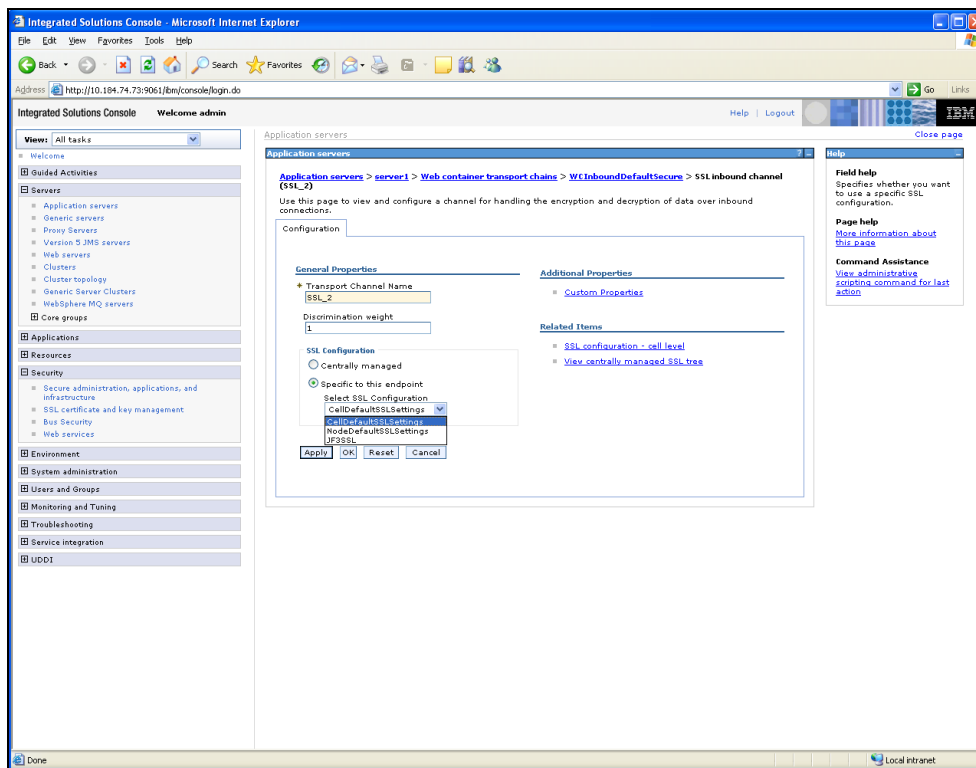 Integrated Solutions Console - Microsoft Internet Explorer
File Edit View Favorites Tools Help
Back Search Favorites
Address http://10.184.74.73:9061/ibm/console/login.do Go Links
Integrated Solutions Console Welcome admin Help | Logout IBM
View: All tasks
Welcome
Guided Activities
Servers
Application servers
Generic servers
Proxy Servers
Version 5 JMS servers
Web servers
Clusters
Cluster topology
Generic Server Clusters
WebSphere MQ servers
Core groups
Applications
Resources
Security
Secure administration, applications, and
infrastructure
SSL certificate and key management
Bus Security
Web services
Environment
System administration
Users and Groups
Monitoring and Tuning
Troubleshooting
Service integration
UDDI
Application servers Close page
Application servers ? -
Application servers > server1 > Web container transport chains > WCInboundDefaultSecure > SSL inbound channel
(SSL_2)
Use this page to view and configure a channel for handling the encryption and decryption of data over inbound
connections.
Configuration
General Properties
* Transport Channel Name
SSL_2
Discrimination weight
1
SSL Configuration
Centrally managed
Specific to this endpoint
Select SSL Configuration
CellDefaultSSLSettings
CellDefaultSSLSettings
NodeDefaultSSLSettings
JF3SSL
Apply OK Reset Cancel
Additional Properties
Custom Properties
Related Items
SSL configuration - cell level
View centrally managed SSL tree
Help -
Field help
Specifies whether you want
to use a specific SSL
configuration.
Page help
More information about
this page
Command Assistance
View administrative
scripting command for last
action
Done Local intranet